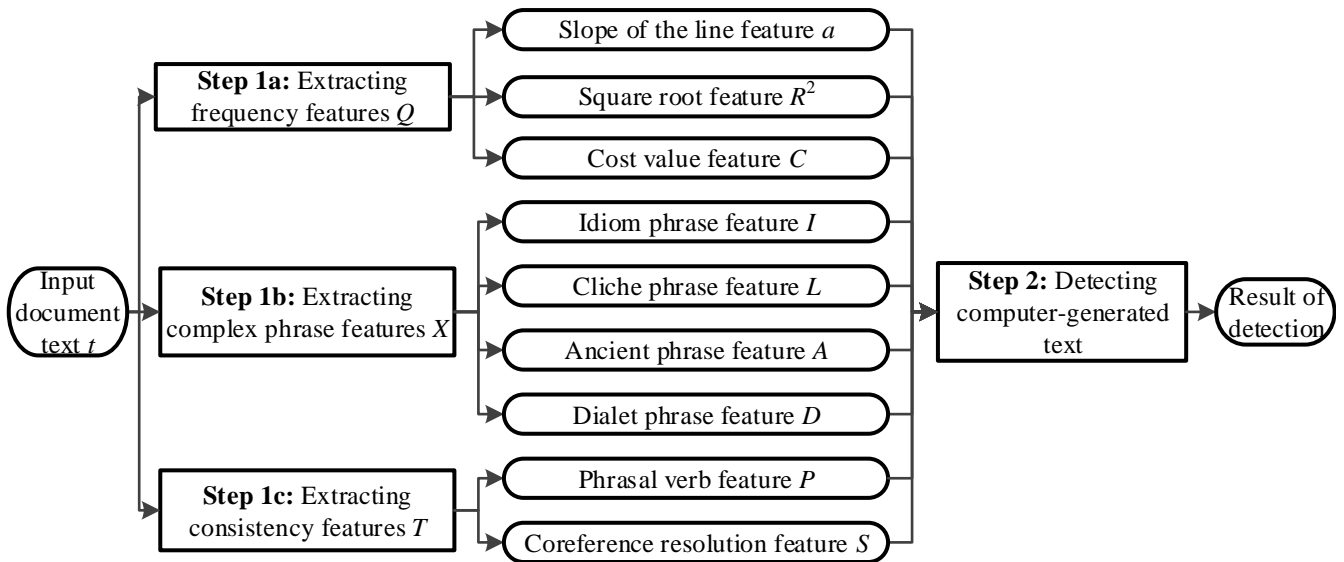 Input
document
text t
Step 1a: Extracting
frequency features Q
Slope of the line feature a
Square root feature R²
Cost value feature C
Step 1b: Extracting
complex phrase features X
Idiom phrase feature I
Cliche phrase feature L
Ancient phrase feature A
Dialet phrase feature D
Step 1c: Extracting
consistency features T
Phrasal verb feature P
Coreference resolution feature S
Step 2: Detecting
computer-generated
text
Result of
detection